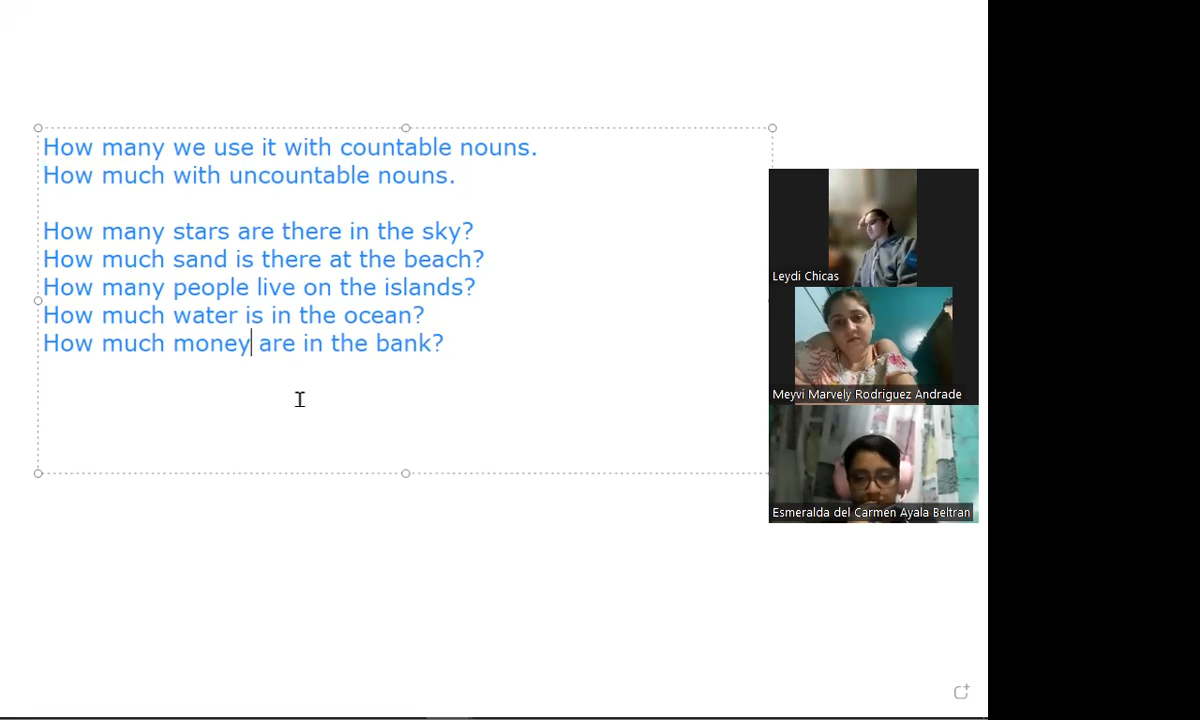 How many we use it with countable nouns.
How much with uncountable nouns.
How many stars are there in the sky?
How much sand is there at the beach?
How many people live on the islands?
How much water is in the ocean?
How much money are in the bank?
Leydi Chicas
Meyvi Marvely Rodriguez Andrade
Esmeralda del Carmen Ayala Beltran